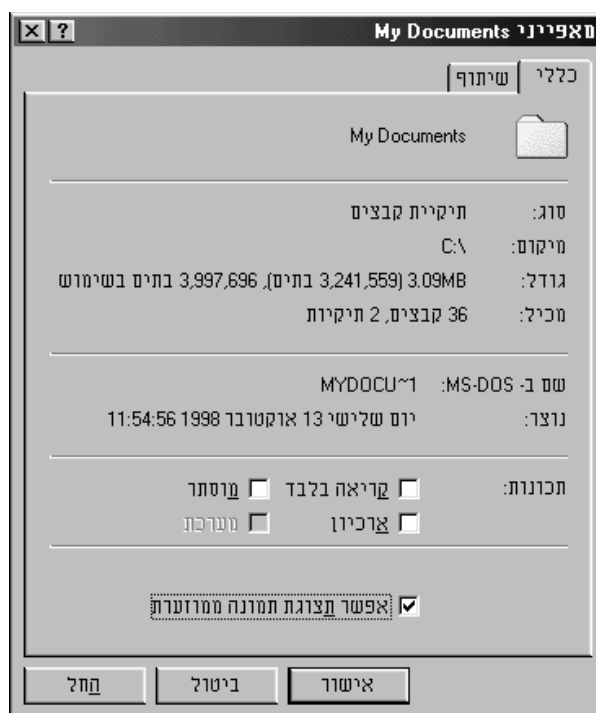 מאפייני My Documents
כללי שיתוף
My Documents
סוג: תיקיית קבצים
מיקום: C:\
גודל: 3.09MB (3,241,559 בתים), 3,997,696 בתים בשימוש
מכיל: 36 קבצים, 2 תיקיות
שם ב- MS-DOS: MYDOCU~1
נוצר: יום שלישי 13 אוקטובר 1998 11:54:56
תכונות: קריאה בלבד מוסתר
ארכיון מערכת
אפשר תצוגת תמונה ממוזערת
אישור ביטול החל